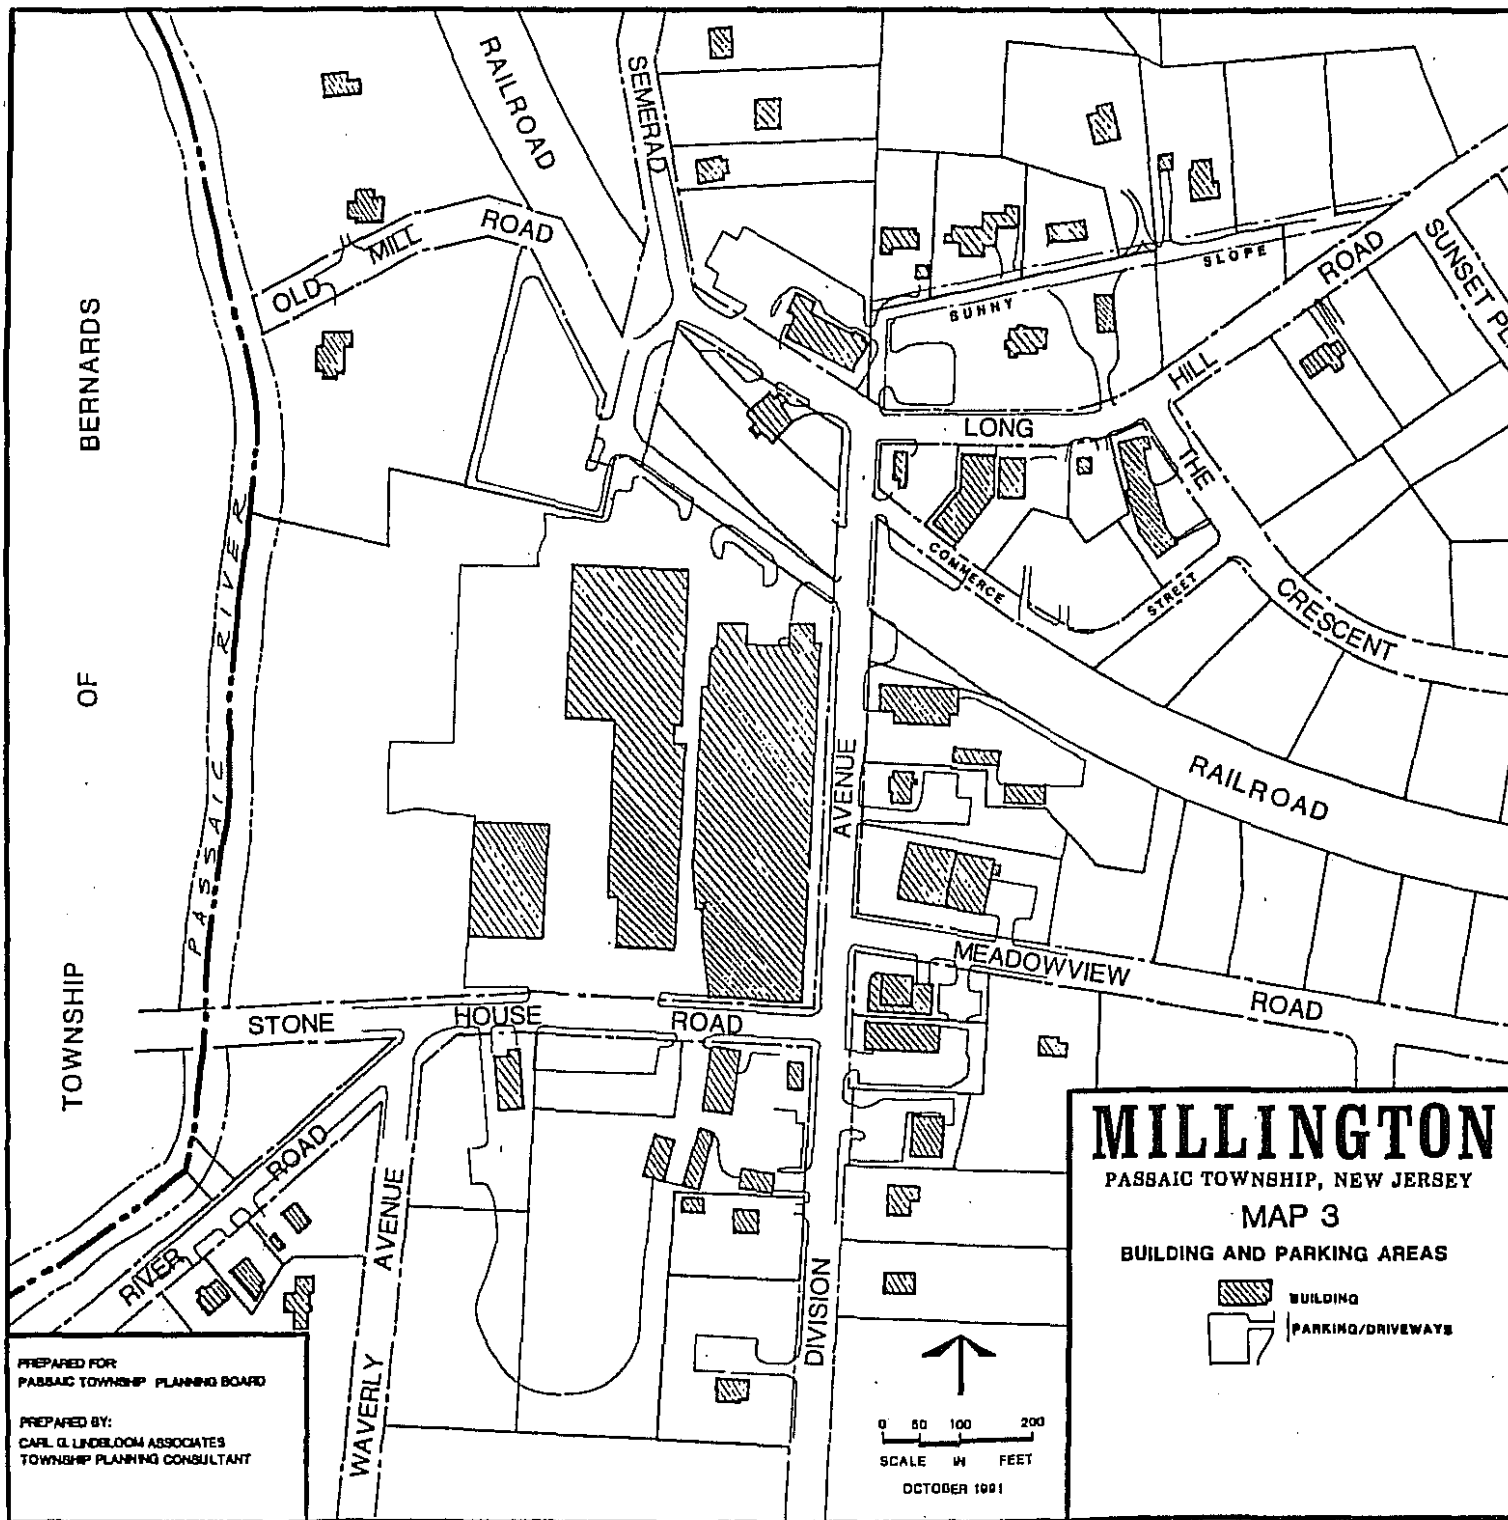 RAILROAD
SEMERAD
OLD MILL ROAD
SUNNY SLOPE
LONG HILL ROAD
SUNSET PL
THE CRESCENT
COMMERCE STREET
TOWNSHIP OF BERNARDS
PASSAIC RIVER
RAILROAD
DIVISION AVENUE
MEADOWVIEW ROAD
STONE HOUSE ROAD
RIVER ROAD
WAVERLY AVENUE
MILLINGTON
PASSAIC TOWNSHIP, NEW JERSEY
MAP 3
BUILDING AND PARKING AREAS
BUILDING
PARKING/DRIVEWAYS
0 50 100 200
SCALE IN FEET
OCTOBER 1991
PREPARED FOR:
PASSAIC TOWNSHIP PLANNING BOARD
PREPARED BY:
CARL G. LINDBLOOM ASSOCIATES
TOWNSHIP PLANNING CONSULTANT